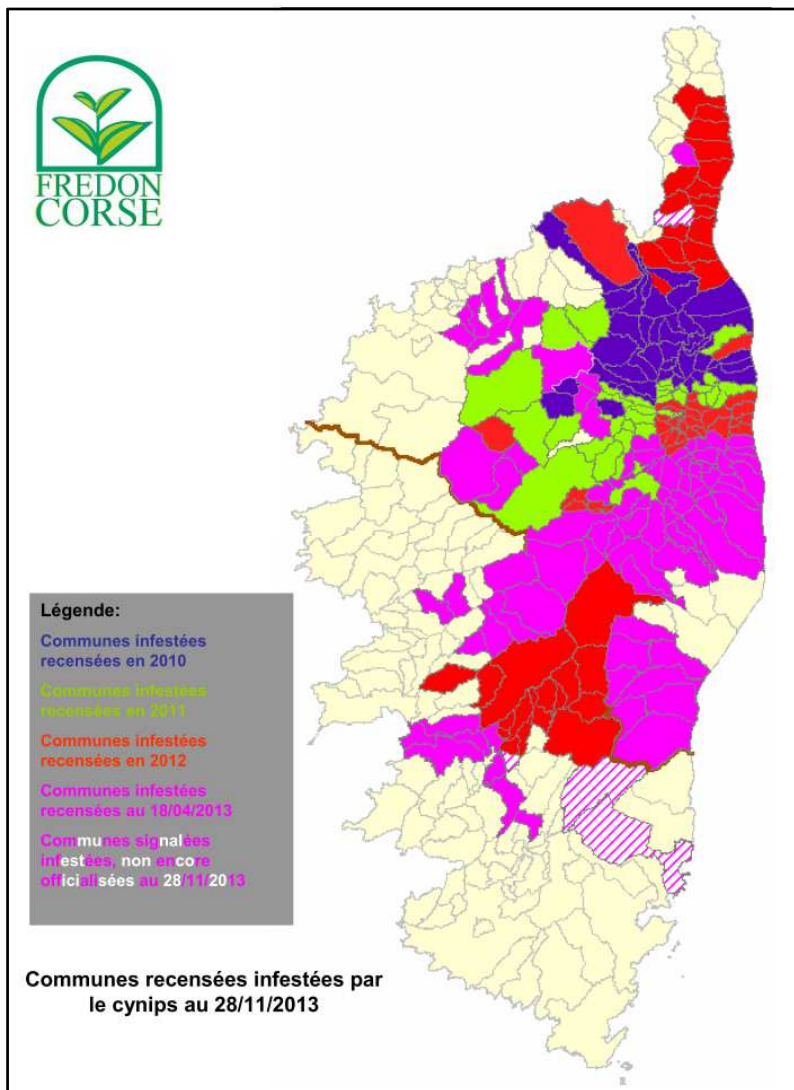 FREDON
CORSE
Légende:
Communes infestées
recensées en 2010
Communes infestées
recensées en 2011
Communes infestées
recensées en 2012
Communes infestées
recensées au 18/04/2013
Communes signalées
infestées, non encore
officialisées au 28/11/2013
Communes recensées infestées par
le cynips au 28/11/2013